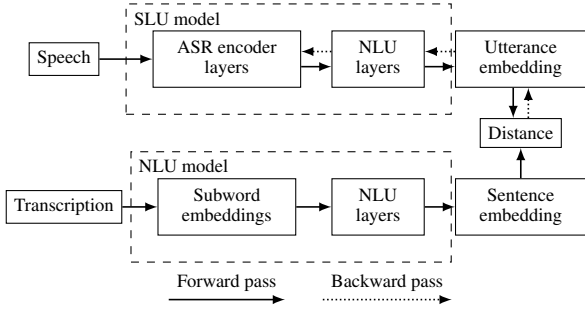 SLU model
Speech
ASR encoder
layers
NLU
layers
Utterance
embedding
Distance
NLU model
Transcription
Subword
embeddings
NLU
layers
Sentence
embedding
Forward pass
Backward pass